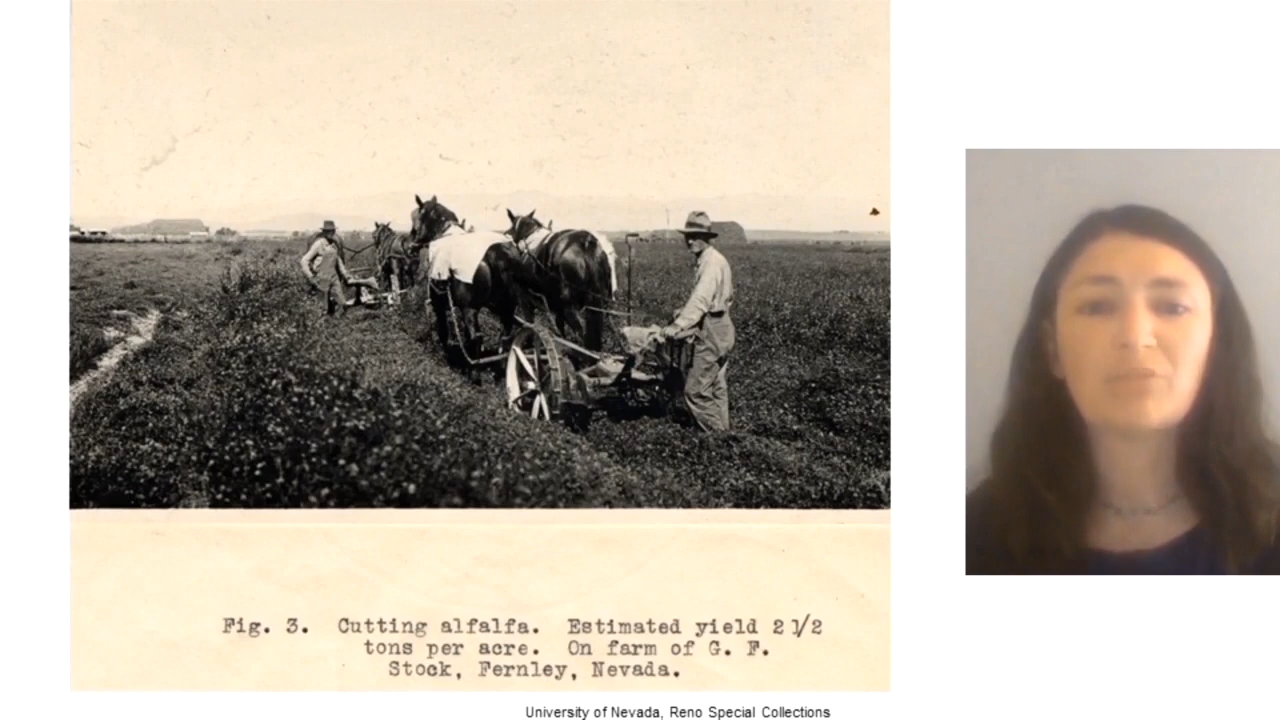 Fig. 3. Cutting alfalfa. Estimated yield 2 1/2
tons per acre. On farm of G. F.
Stock, Fernley, Nevada.
University of Nevada, Reno Special Collections